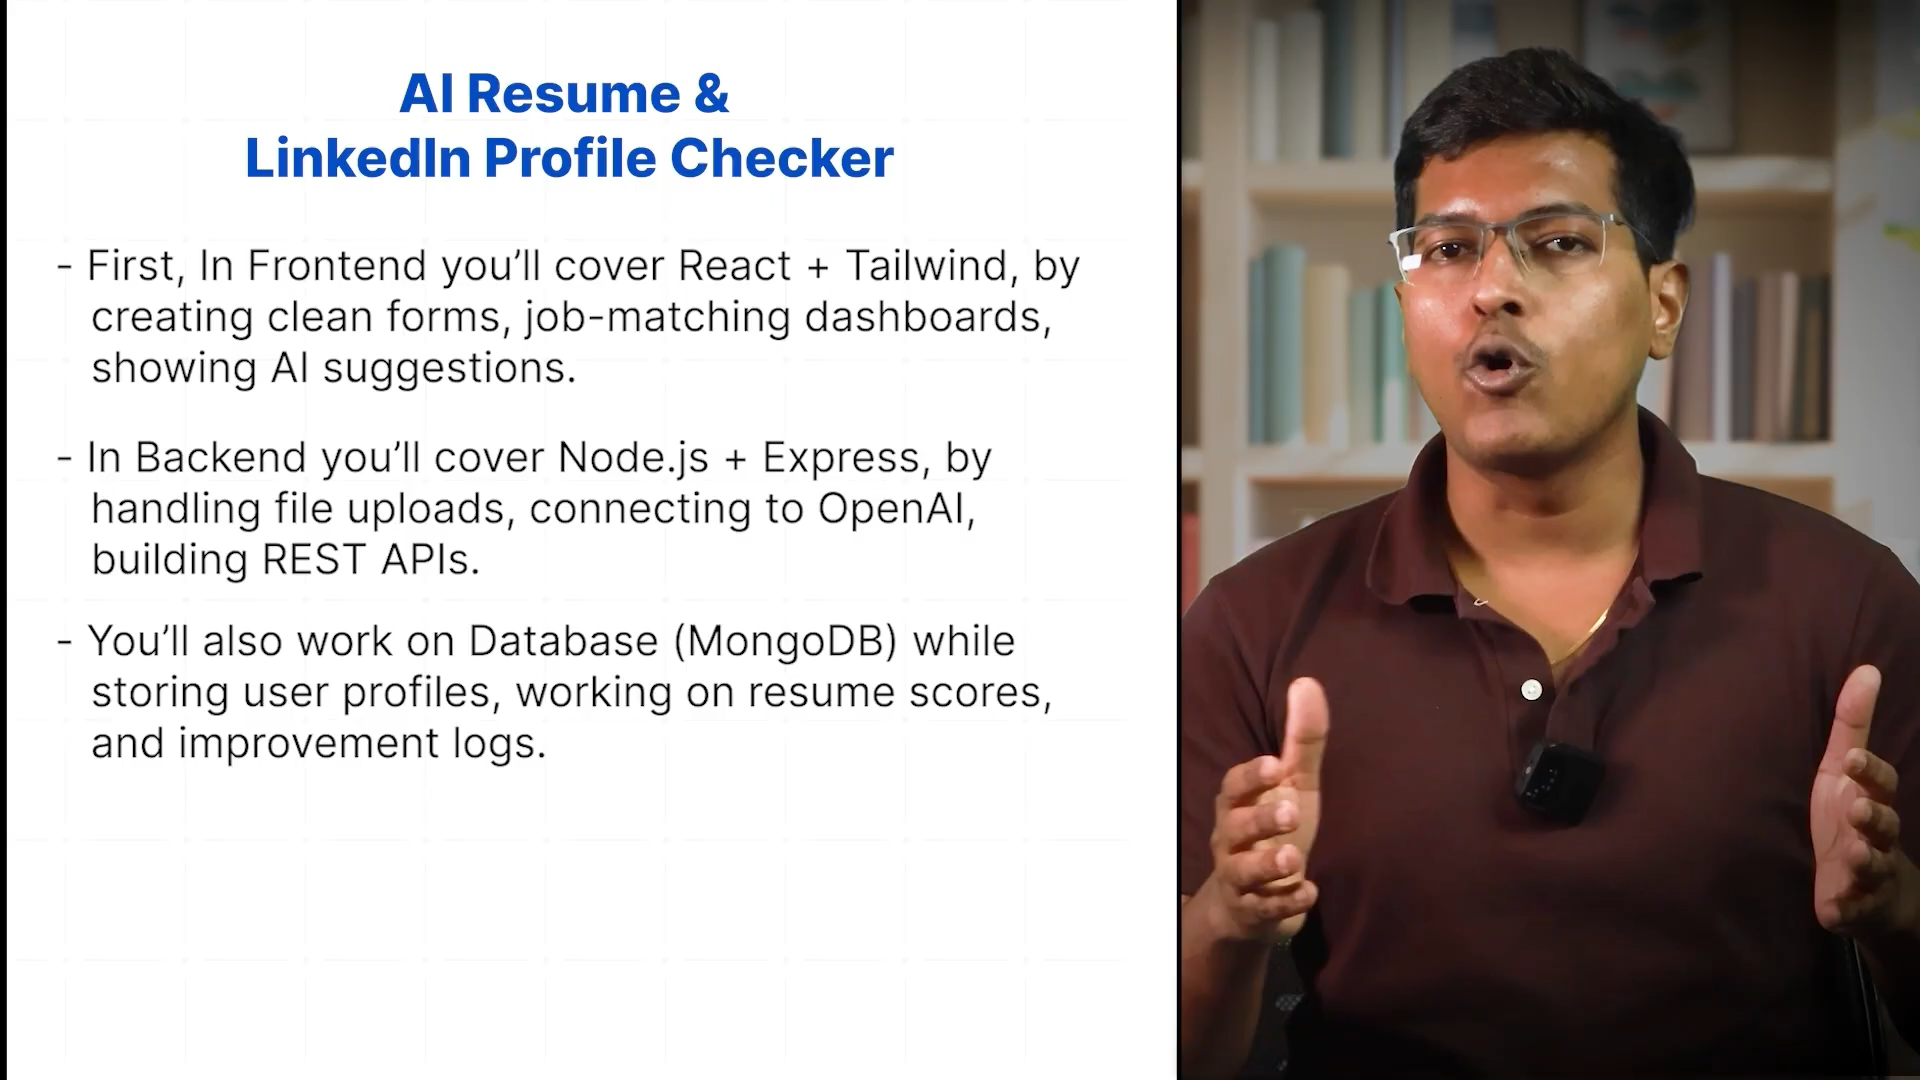 AI Resume &
LinkedIn Profile Checker
- First, In Frontend you’ll cover React + Tailwind, by
creating clean forms, job-matching dashboards,
showing AI suggestions.
- In Backend you’ll cover Node.js + Express, by
handling file uploads, connecting to OpenAI,
building REST APIs.
- You’ll also work on Database (MongoDB) while
storing user profiles, working on resume scores,
and improvement logs.